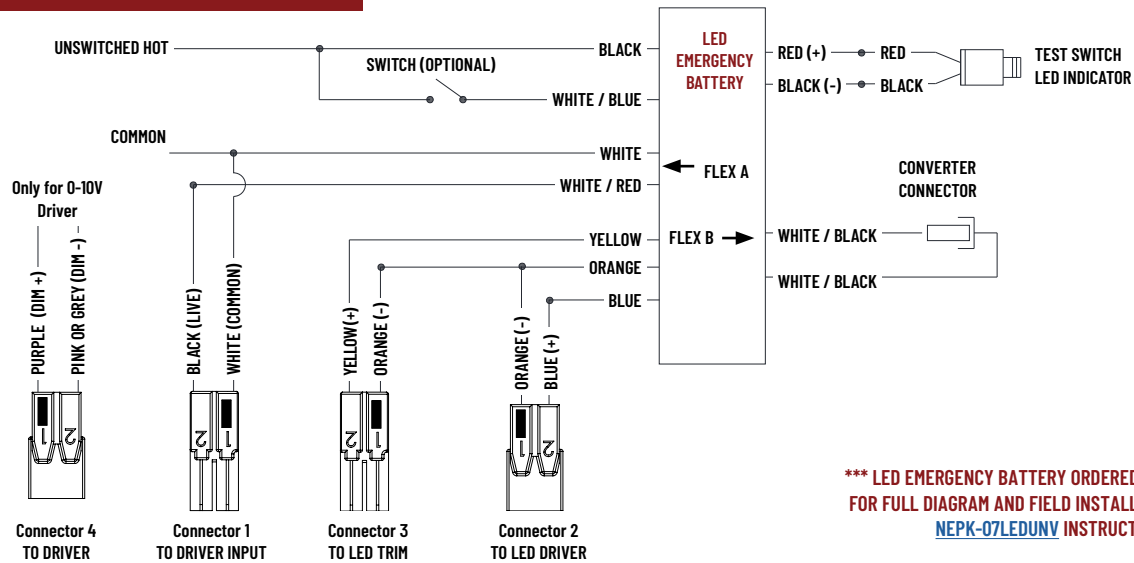 UNSWITCHED HOT
BLACK
SWITCH (OPTIONAL)
WHITE / BLUE
COMMON
WHITE
WHITE / RED
YELLOW
ORANGE
BLUE
LED
EMERGENCY
BATTERY
FLEX A
FLEX B
RED (+)
RED
BLACK (-)
BLACK
TEST SWITCH
LED INDICATOR
CONVERTER
CONNECTOR
WHITE / BLACK
WHITE / BLACK
Only for 0-10V
Driver
PURPLE (DIM +)
PINK OR GREY (DIM -)
BLACK (LIVE)
WHITE (COMMON)
YELLOW(+)
ORANGE (-)
ORANGE (-)
BLUE (+)
1
2
2
1
2
1
1
2
Connector 4
TO DRIVER
Connector 1
TO DRIVER INPUT
Connector 3
TO LED TRIM
Connector 2
TO LED DRIVER
*** LED EMERGENCY BATTERY ORDERED
FOR FULL DIAGRAM AND FIELD INSTALL
NEPK-07LEDUNV INSTRUCT